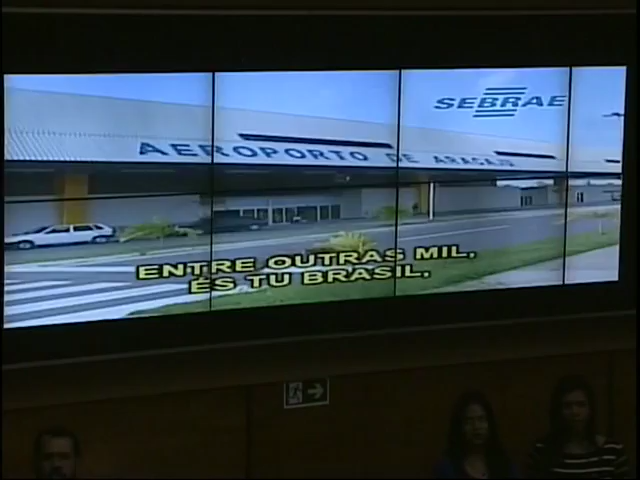 SEBRAE
AEROPORTO DE ARACAJU
ENTRE OUTRAS MIL,
ÉS TU BRASIL,